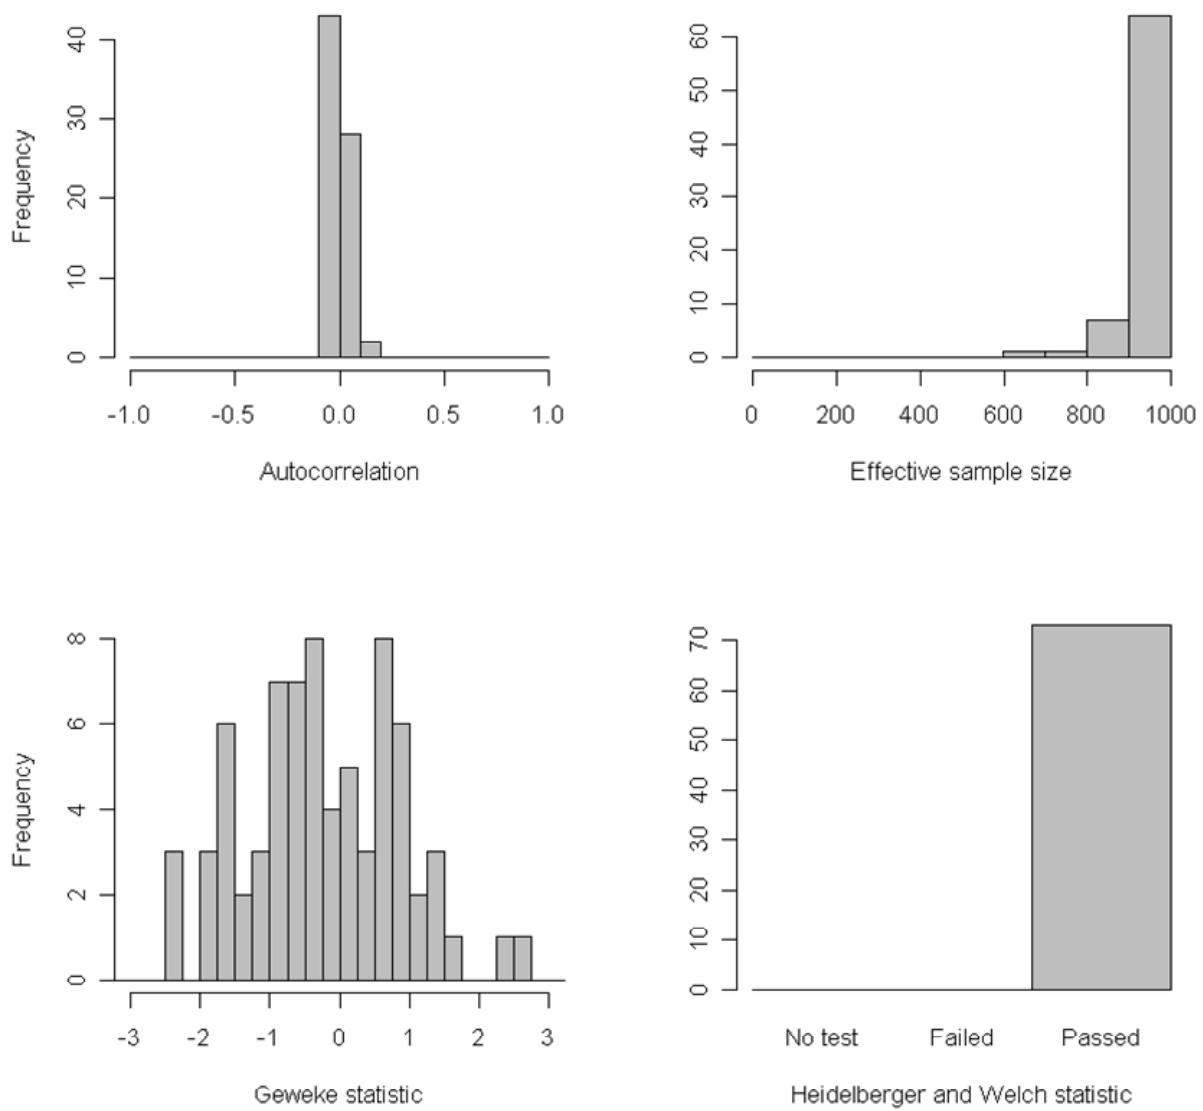 Frequency
40
30
20
10
0
-1.0 -0.5 0.0 0.5 1.0
Autocorrelation
60
50
40
30
20
10
0
0 200 400 600 800 1000
Effective sample size
Frequency
8
6
4
2
0
-3 -2 -1 0 1 2 3
Geweke statistic
70
60
50
40
30
20
10
0
No test Failed Passed
Heidelberger and Welch statistic